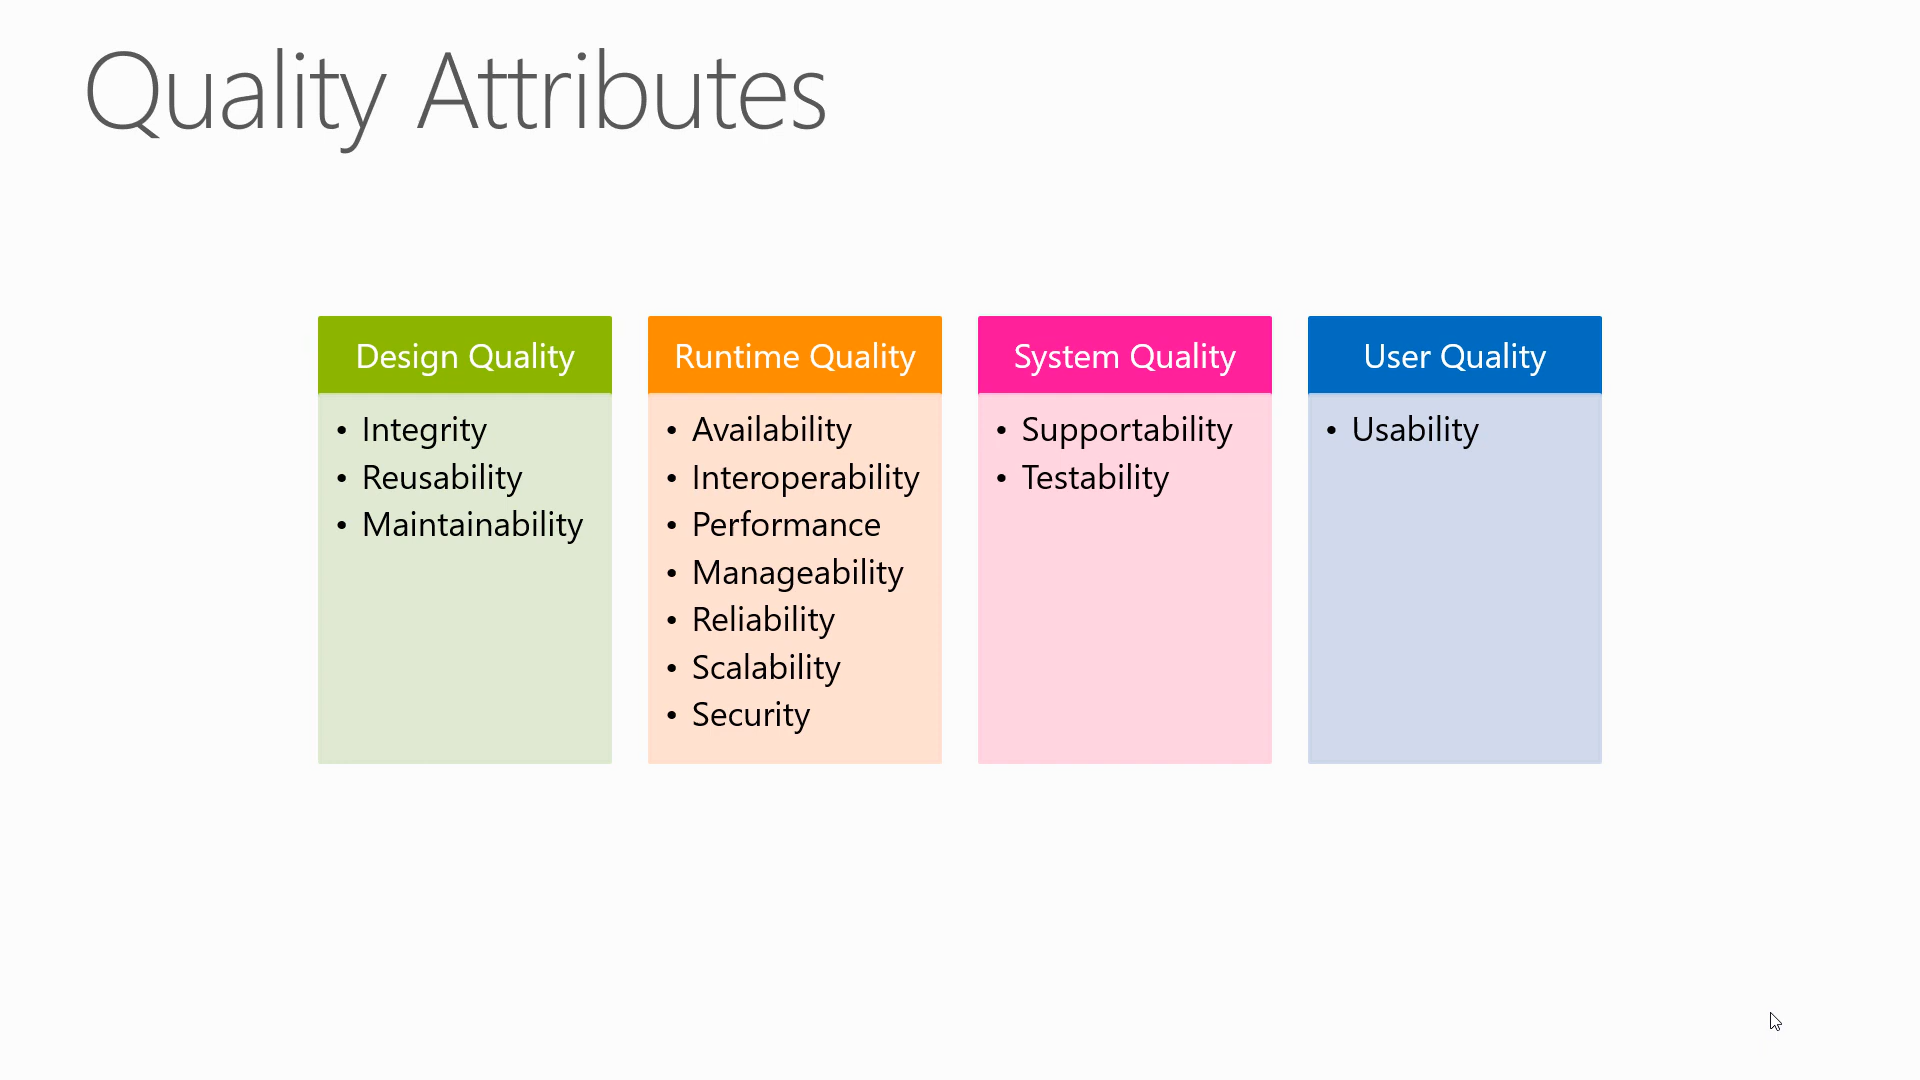 Quality Attributes
Design Quality
• Integrity
• Reusability
• Maintainability
Runtime Quality
• Availability
• Interoperability
• Performance
• Manageability
• Reliability
• Scalability
• Security
System Quality
• Supportability
• Testability
User Quality
• Usability